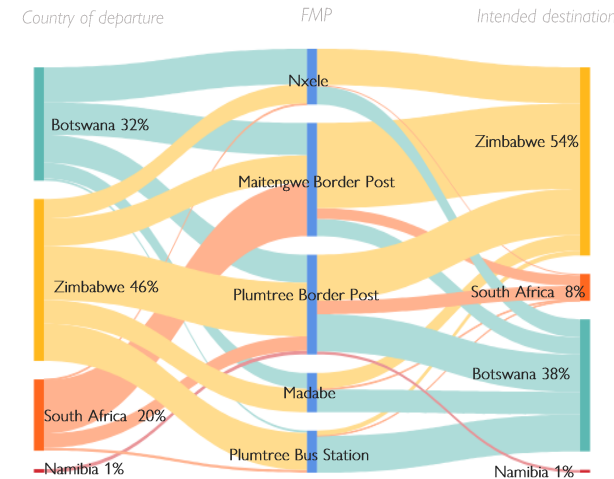 Country of departure
FMP
Intended destination
Nxele
Botswana 32%
Zimbabwe 54%
Maitengwe Border Post
Zimbabwe 46%
Plumtree Border Post
South Africa 8%
Botswana 38%
Madabe
South Africa 20%
Plumtree Bus Station
Namibia 1%
Namibia 1%